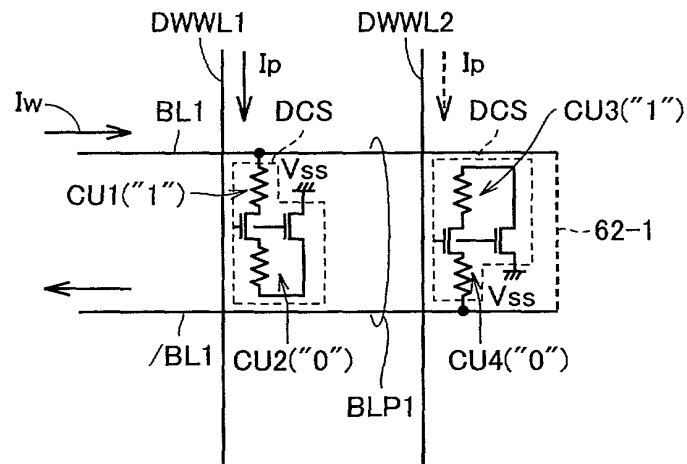 DWWL1 DWWL2
Ip Ip
Iw BL1 DCS DCS CU3("1")
Vss
CU1("1")
62-1
Vss
/BL1 CU2("0") CU4("0")
BLP1